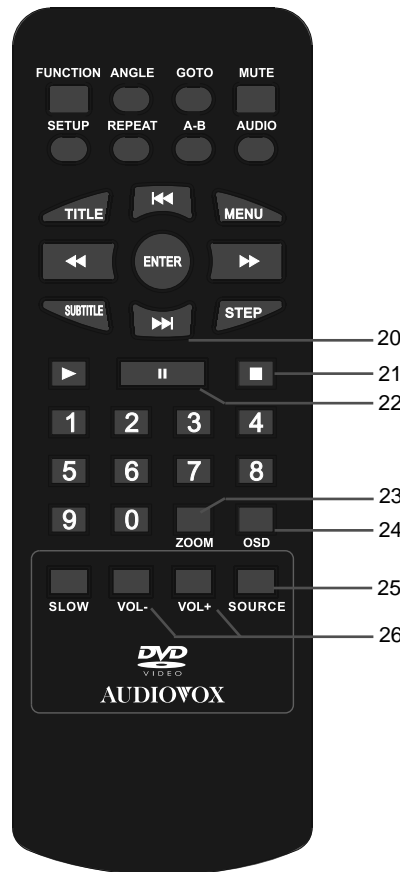 FUNCTION ANGLE GOTO MUTE
SETUP REPEAT A-B AUDIO
TITLE MENU
ENTER
SUBTITLE STEP
20
21
22
1 2 3 4
5 6 7 8
23
9 0
24
ZOOM OSD
25
SLOW VOL- VOL+ SOURCE
26
DVD
VIDEO
AUDIOVOX